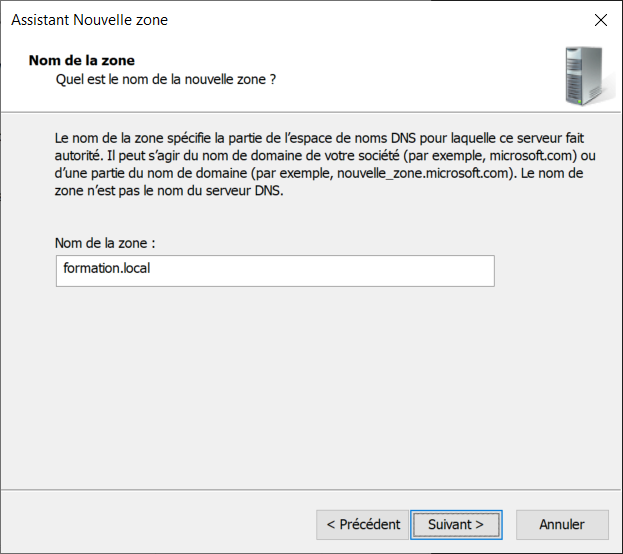 Assistant Nouvelle zone
Nom de la zone
Quel est le nom de la nouvelle zone ?
Le nom de la zone spécifie la partie de l'espace de noms DNS pour laquelle ce serveur fait
autorité. Il peut s'agir du nom de domaine de votre société (par exemple, microsoft.com) ou
d'une partie du nom de domaine (par exemple, nouvelle_zone.microsoft.com). Le nom de
zone n'est pas le nom du serveur DNS.
Nom de la zone :
formation.local
< Précédent
Suivant >
Annuler